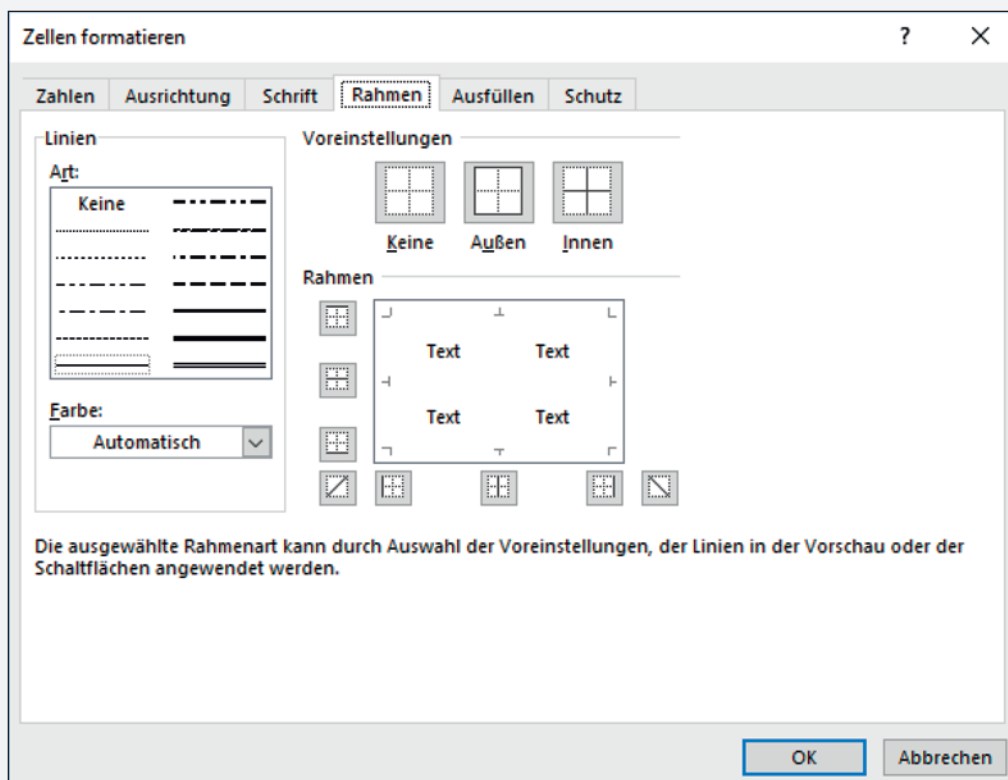 Zellen formatieren
?
Zahlen
Ausrichtung
Schrift
Rahmen
Ausfüllen
Schutz
Linien
Art:
Keine
Farbe:
Automatisch
Voreinstellungen
Keine
Außen
Innen
Rahmen
Text Text
Text Text
Die ausgewählte Rahmenart kann durch Auswahl der Voreinstellungen, der Linien in der Vorschau oder der
Schaltflächen angewendet werden.
OK
Abbrechen